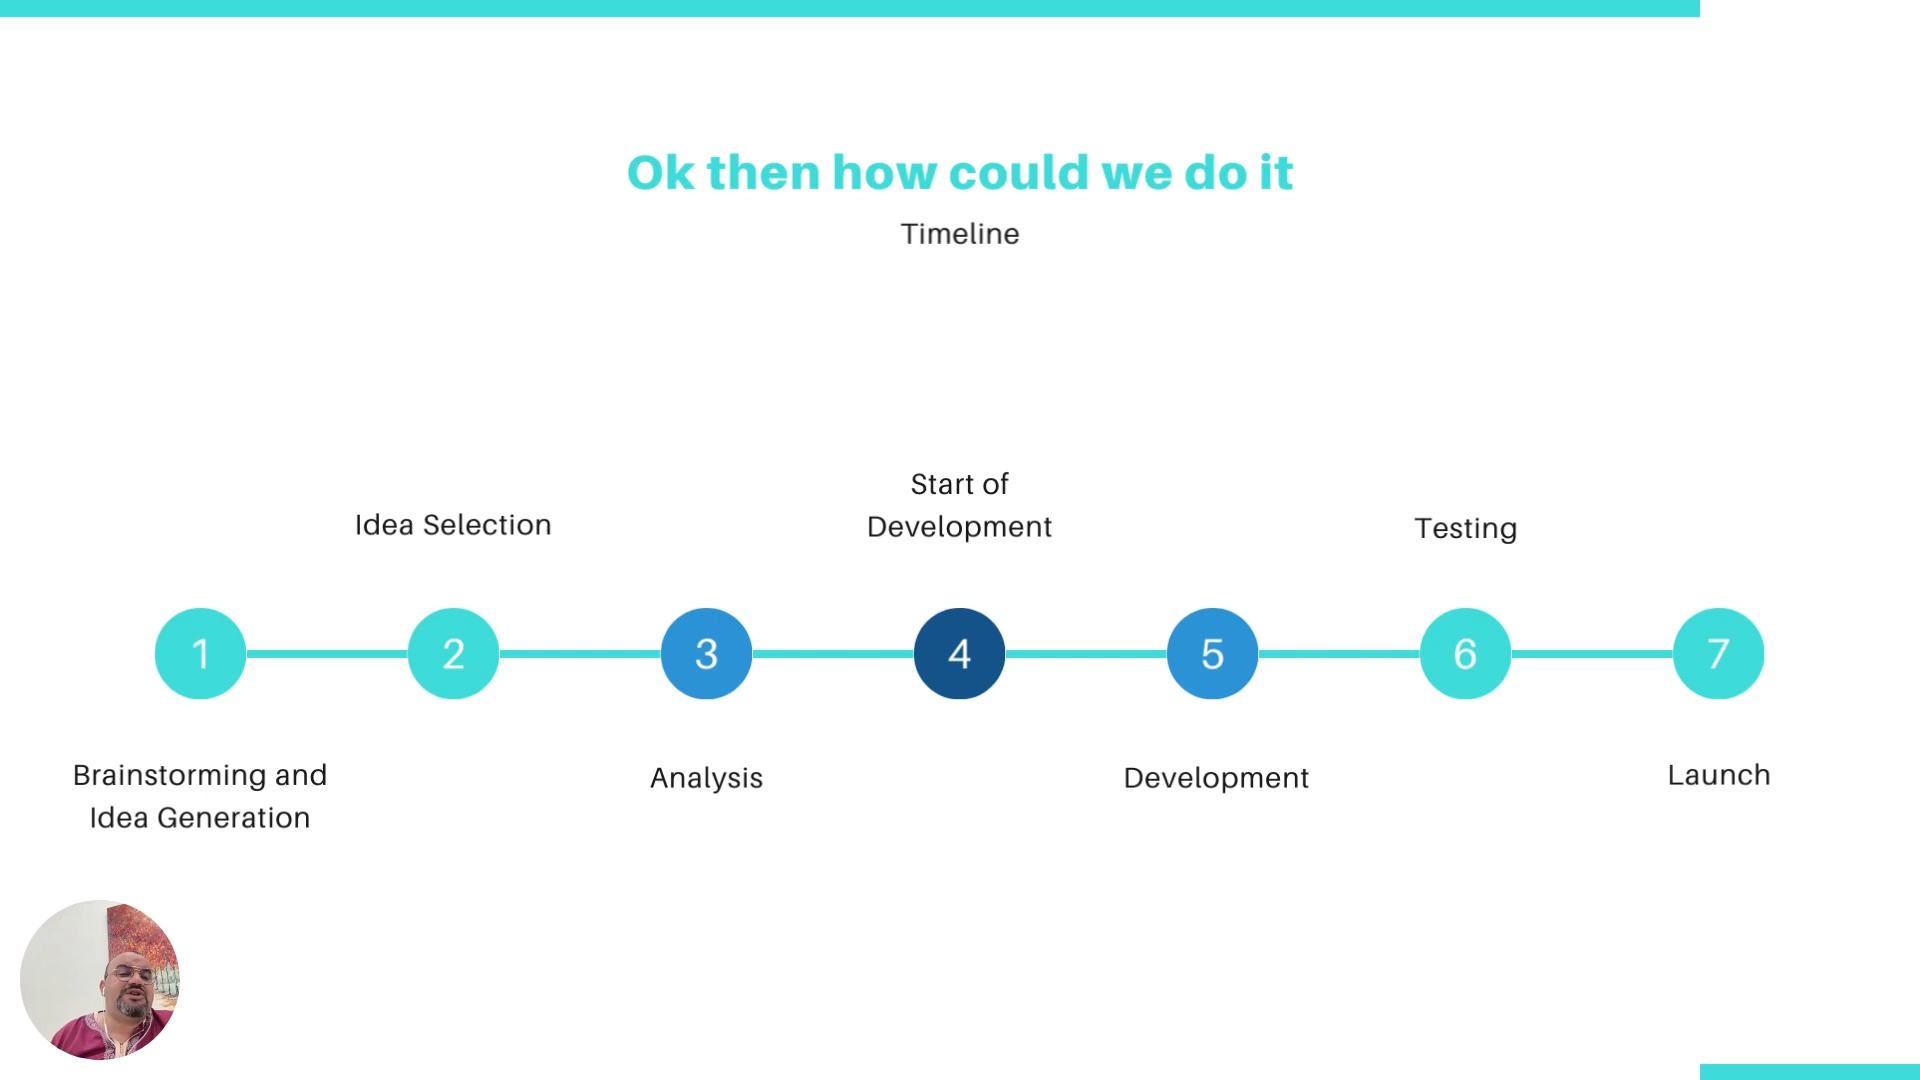 Ok then how could we do it
Timeline
Start of
Development
Idea Selection
Testing
1 2 3 4 5 6 7
Brainstorming and
Idea Generation
Analysis
Development
Launch